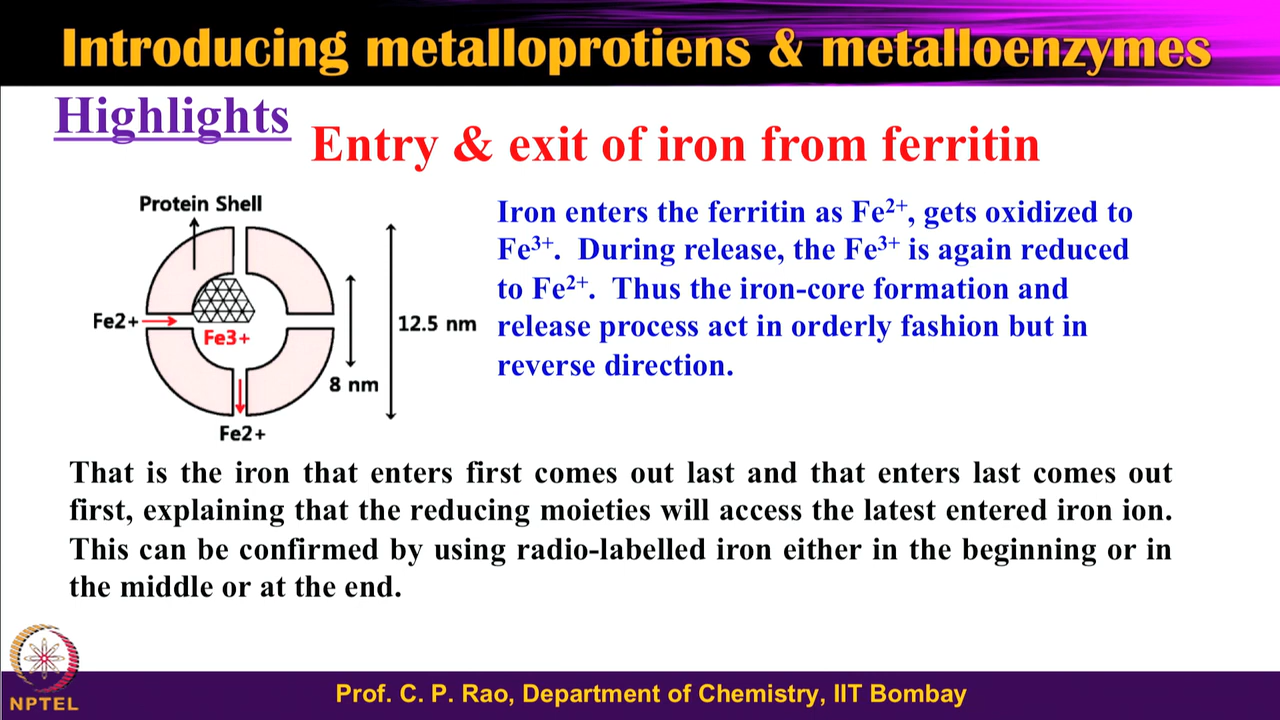 Introducing metalloprotiens & metalloenzymes
Highlights
Entry & exit of iron from ferritin
Protein Shell
Fe2+
Fe3+
12.5 nm
8 nm
Fe2+
Iron enters the ferritin as Fe²⁺, gets oxidized to
Fe³⁺. During release, the Fe³⁺ is again reduced
to Fe²⁺. Thus the iron-core formation and
release process act in orderly fashion but in
reverse direction.
That is the iron that enters first comes out last and that enters last comes out
first, explaining that the reducing moieties will access the latest entered iron ion.
This can be confirmed by using radio-labelled iron either in the beginning or in
the middle or at the end.
NPTEL
Prof. C. P. Rao, Department of Chemistry, IIT Bombay